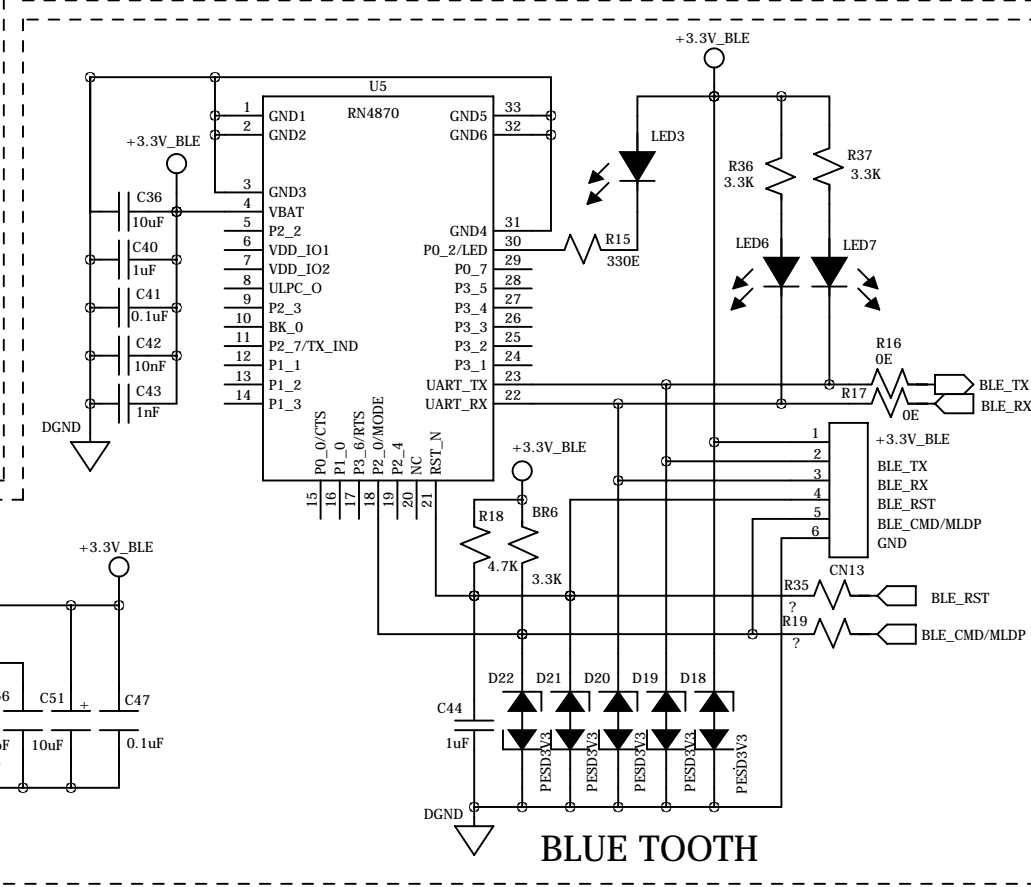 +3.3V_BLE
U5
RN4870
1 GND1
2 GND2
3 GND3
4 VBAT
5 P2_2
6 VDD_IO1
7 VDD_IO2
8 ULPC_O
9 P2_3
10 BK_0
11 P2_7/TX_IND
12 P1_1
13 P1_2
14 P1_3
GND5 33
GND6 32
GND4 31
P0_2/LED 30
P0_7 29
P3_5 28
P3_4 27
P3_3 26
P3_2 25
P3_1 24
UART_TX 23
UART_RX 22
P0_0/CTS 15
P1_0 16
P3_6/RTS 17
P2_0/MODE 18
P2_4 19
NC 20
RST_N 21
+3.3V_BLE
C36
10uF
C40
1uF
C41
0.1uF
C42
10nF
C43
1nF
DGND
LED3
R15
330E
R36
3.3K
R37
3.3K
LED6
LED7
R16
0E
BLE_TX
R17
0E
BLE_RX
1 +3.3V_BLE
2 BLE_TX
3 BLE_RX
4 BLE_RST
5 BLE_CMD/MLDP
6 GND
CN13
+3.3V_BLE
R18
4.7K
BR6
3.3K
R35
?
BLE_RST
R19
?
BLE_CMD/MLDP
+3.3V_BLE
C51
+
10uF
C47
0.1uF
C44
1uF
D22
D21
D20
D19
D18
PESD3V3
PESD3V3
PESD3V3
PESD3V3
PESD3V3
DGND
BLUE TOOTH